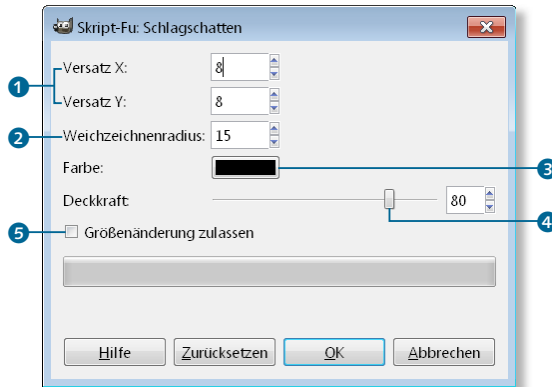 Skript-Fu: Schlagschatten
1 Versatz X: 8
Versatz Y: 8
2 Weichzeichnenradius: 15
Farbe: 3
Deckkraft: 80
4
5 Größenänderung zulassen
Hilfe Zurücksetzen OK Abbrechen